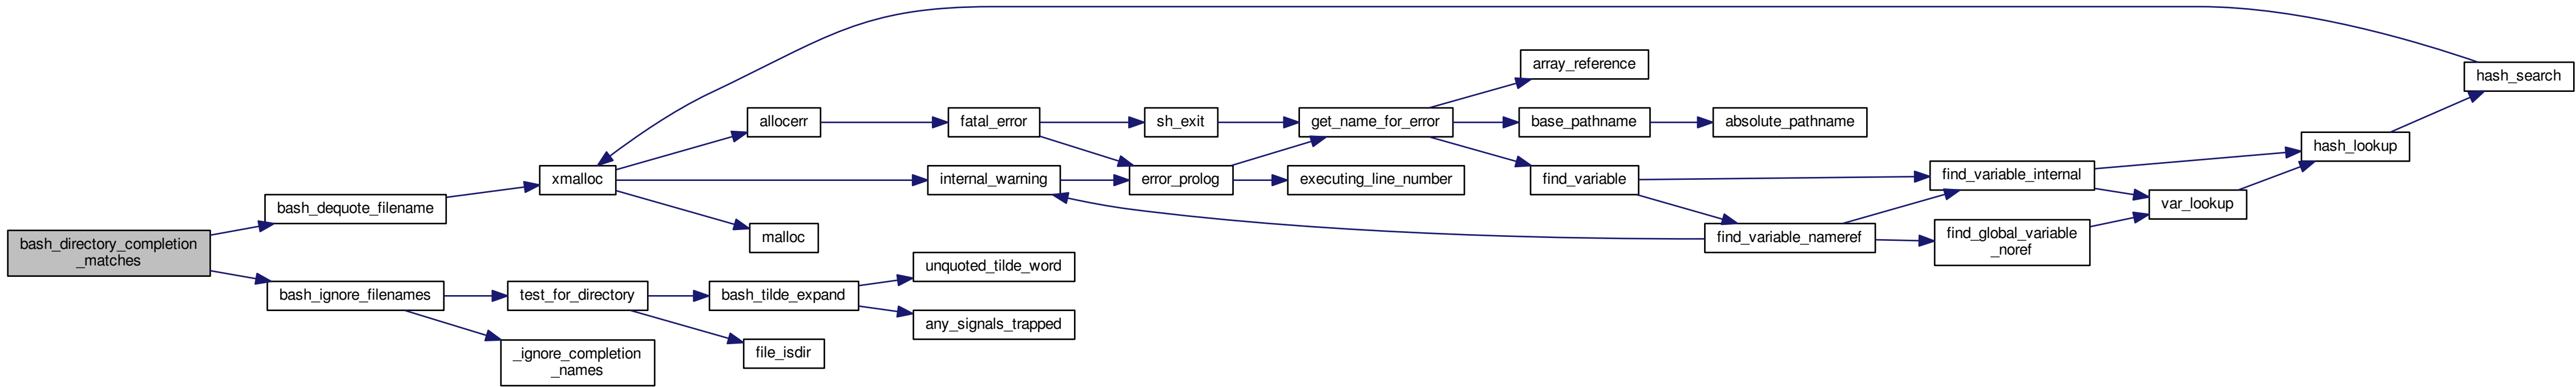 bash_directory_completion
_matches
bash_dequote_filename
bash_ignore_filenames
xmalloc
test_for_directory
_ignore_completion
_names
allocerr
internal_warning
malloc
bash_tilde_expand
file_isdir
fatal_error
unquoted_tilde_word
any_signals_trapped
sh_exit
error_prolog
get_name_for_error
executing_line_number
array_reference
base_pathname
find_variable
absolute_pathname
find_variable_nameref
find_variable_internal
find_global_variable
_noref
var_lookup
hash_lookup
hash_search